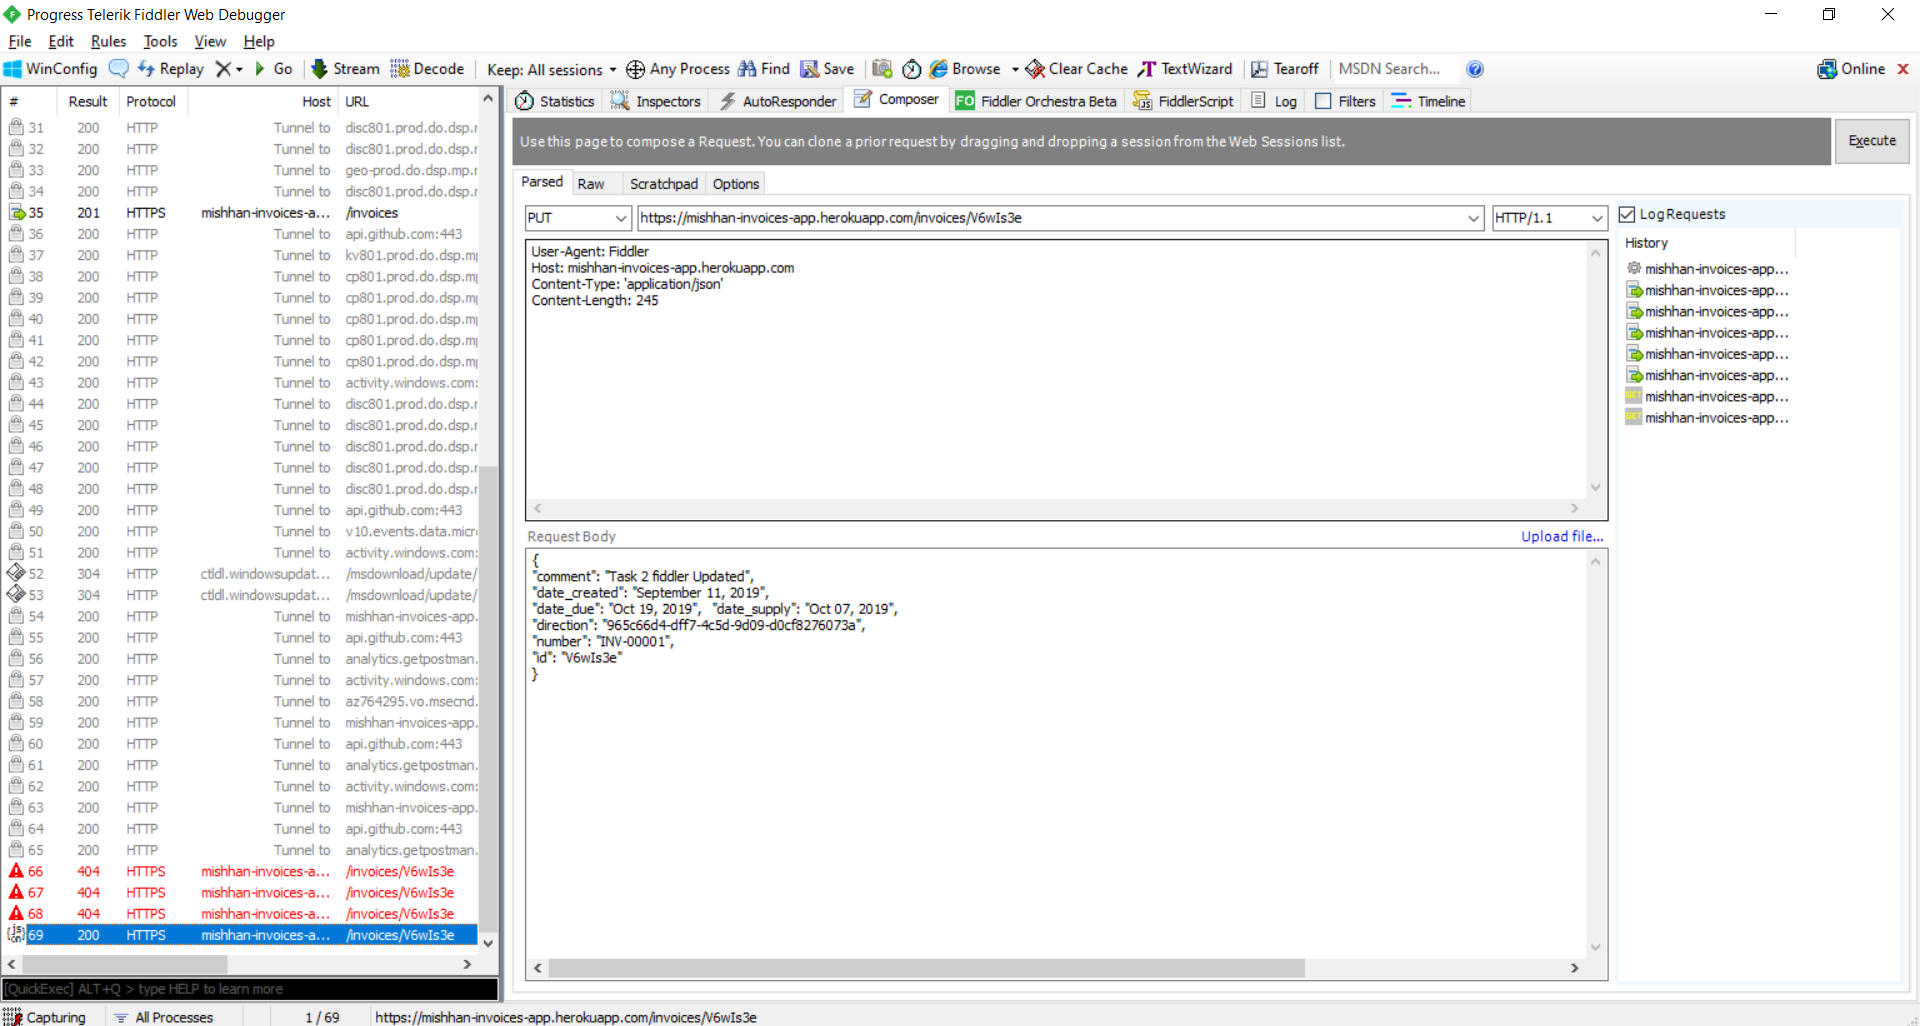 Progress Telerik Fiddler Web Debugger
File Edit Rules Tools View Help
WinConfig Replay Go Stream Decode Keep: All sessions Any Process Find Save Browse Clear Cache TextWizard Tearoff MSDN Search... Online
# Result Protocol Host URL
31 200 HTTP Tunnel to disc801.prod.do.dsp.r
32 200 HTTP Tunnel to disc801.prod.do.dsp.r
33 200 HTTP Tunnel to geo-prod.do.dsp.mp.r
34 200 HTTP Tunnel to disc801.prod.do.dsp.r
35 201 HTTPS mishhan-invoices-a... /invoices
36 200 HTTP Tunnel to api.github.com:443
37 200 HTTP Tunnel to kv801.prod.do.dsp.mp
38 200 HTTP Tunnel to cp801.prod.do.dsp.mp
39 200 HTTP Tunnel to cp801.prod.do.dsp.mp
40 200 HTTP Tunnel to cp801.prod.do.dsp.mp
41 200 HTTP Tunnel to cp801.prod.do.dsp.mp
42 200 HTTP Tunnel to cp801.prod.do.dsp.mp
43 200 HTTP Tunnel to activity.windows.com:
44 200 HTTP Tunnel to disc801.prod.do.dsp.r
45 200 HTTP Tunnel to disc801.prod.do.dsp.r
46 200 HTTP Tunnel to disc801.prod.do.dsp.r
47 200 HTTP Tunnel to disc801.prod.do.dsp.r
48 200 HTTP Tunnel to disc801.prod.do.dsp.r
49 200 HTTP Tunnel to api.github.com:443
50 200 HTTP Tunnel to v10.events.data.micr
51 200 HTTP Tunnel to activity.windows.com:
52 304 HTTP ctldl.windowsupdat... /msdownload/update/
53 304 HTTP ctldl.windowsupdat... /msdownload/update/
54 200 HTTP Tunnel to mishhan-invoices-app.
55 200 HTTP Tunnel to api.github.com:443
56 200 HTTP Tunnel to analytics.getpostman.
57 200 HTTP Tunnel to activity.windows.com:
58 200 HTTP Tunnel to az764295.vo.msecnd.
59 200 HTTP Tunnel to mishhan-invoices-app.
60 200 HTTP Tunnel to api.github.com:443
61 200 HTTP Tunnel to analytics.getpostman.
62 200 HTTP Tunnel to activity.windows.com:
63 200 HTTP Tunnel to mishhan-invoices-app.
64 200 HTTP Tunnel to api.github.com:443
65 200 HTTP Tunnel to analytics.getpostman.
66 404 HTTPS mishhan-invoices-a... /invoices/V6wIs3e
67 404 HTTPS mishhan-invoices-a... /invoices/V6wIs3e
68 404 HTTPS mishhan-invoices-a... /invoices/V6wIs3e
69 200 HTTPS mishhan-invoices-a... /invoices/V6wIs3e
[QuickExec] ALT+Q > type HELP to learn more
Capturing All Processes 1 / 69 https://mishhan-invoices-app.herokuapp.com/invoices/V6wIs3e
Statistics Inspectors AutoResponder Composer FO Fiddler Orchestra Beta FiddlerScript Log Filters Timeline
Use this page to compose a Request. You can clone a prior request by dragging and dropping a session from the Web Sessions list.
Execute
Parsed Raw Scratchpad Options
PUT https://mishhan-invoices-app.herokuapp.com/invoices/V6wIs3e HTTP/1.1
User-Agent: Fiddler
Host: mishhan-invoices-app.herokuapp.com
Content-Type: 'application/json'
Content-Length: 245
Request Body Upload file...
{
"comment": "Task 2 fiddler Updated",
"date_created": "September 11, 2019",
"date_due": "Oct 19, 2019", "date_supply": "Oct 07, 2019",
"direction": "965c66d4-dff7-4c5d-9d09-d0cf8276073a",
"number": "INV-00001",
"id": "V6wIs3e"
}
Log Requests
History
mishhan-invoices-app...
mishhan-invoices-app...
mishhan-invoices-app...
mishhan-invoices-app...
mishhan-invoices-app...
mishhan-invoices-app...
mishhan-invoices-app...
mishhan-invoices-app...